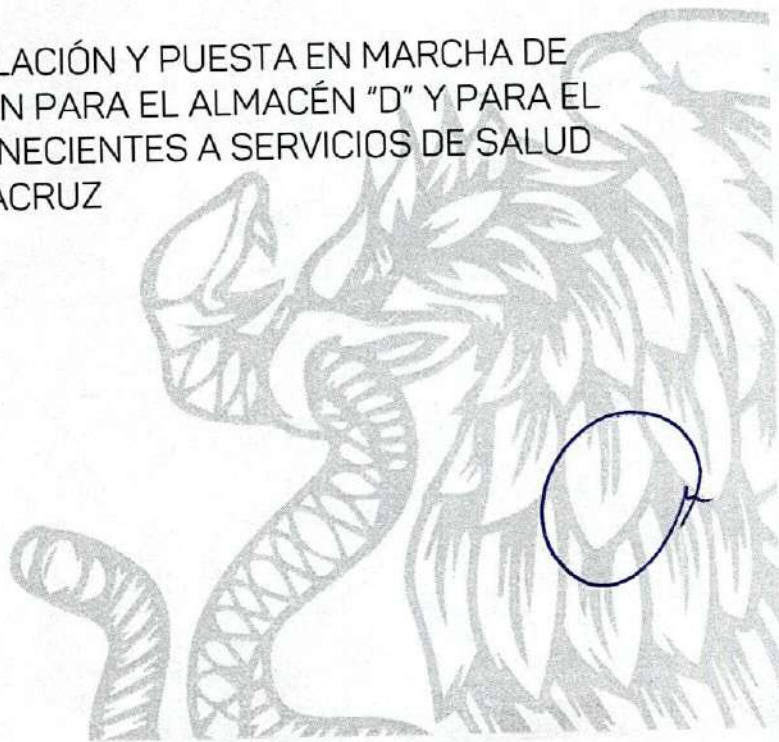 LACIÓN Y PUESTA EN MARCHA DE
N PARA EL ALMACÉN "D" Y PARA EL
NECIENTES A SERVICIOS DE SALUD
ACRUZ